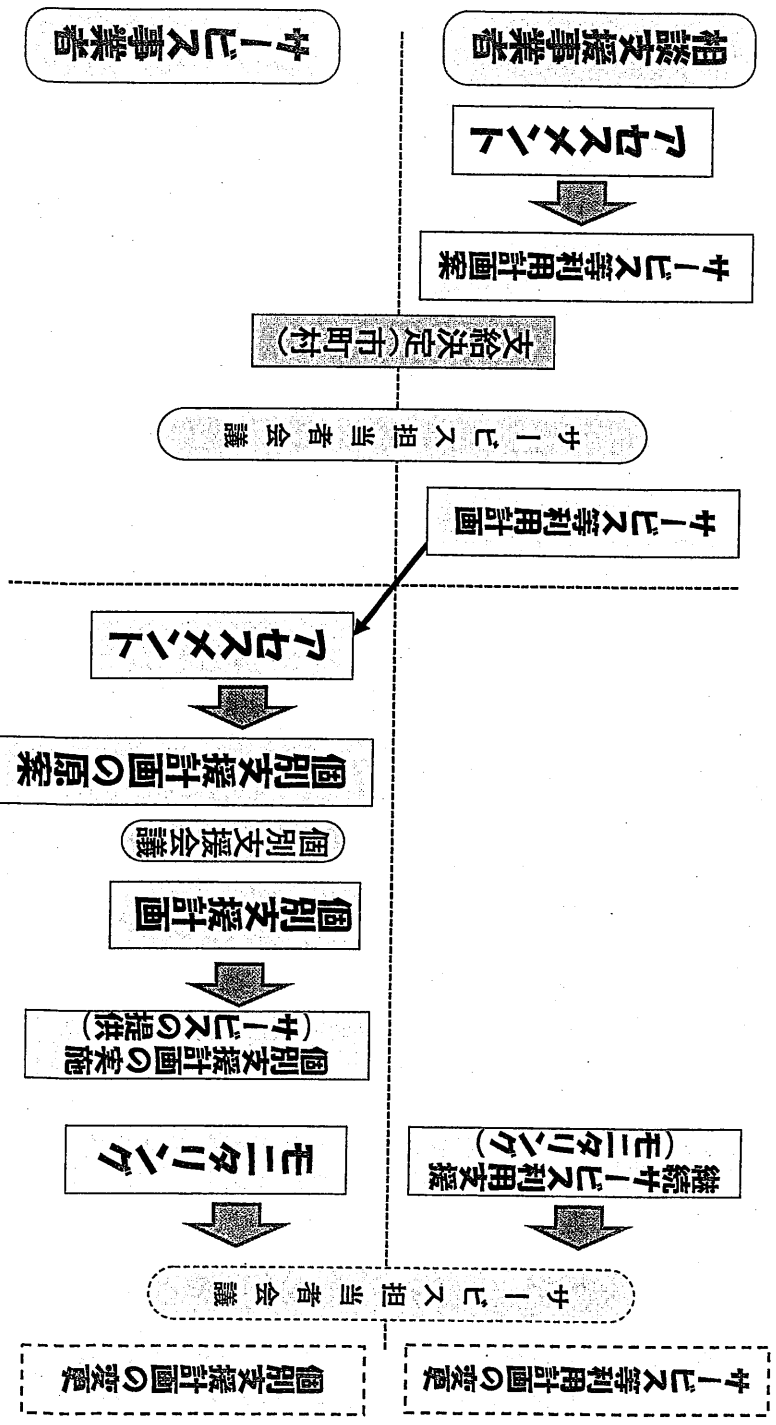 相談支援事業者
サービス事業者
アセスメント
サービス等利用計画案
支給決定(市町村)
サービス担当者会議
サービス等利用計画
アセスメント
個別支援計画の原案
個別支援会議
個別支援計画
個別支援計画の実施
(サービスの提供)
継続サービス利用支援
(モニタリング)
モニタリング
サービス担当者会議
サービス等利用計画の変更
個別支援計画の変更